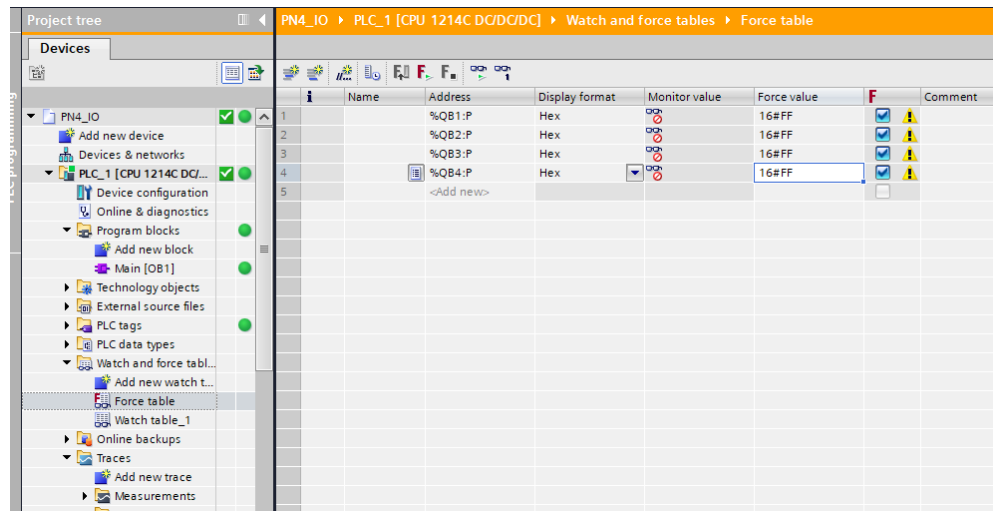 Project tree
PN4_IO ▸ PLC_1 [CPU 1214C DC/DC/DC] ▸ Watch and force tables ▸ Force table
Devices
i Name Address Display format Monitor value Force value F Comment
1 %QB1:P Hex 16#FF
2 %QB2:P Hex 16#FF
3 %QB3:P Hex 16#FF
4 %QB4:P Hex 16#FF
5 <Add new>
PN4_IO
Add new device
Devices & networks
PLC_1 [CPU 1214C DC/...
Device configuration
Online & diagnostics
Program blocks
Add new block
Main [OB1]
Technology objects
External source files
PLC tags
PLC data types
Watch and force tabl...
Add new watch t...
Force table
Watch table_1
Online backups
Traces
Add new trace
Measurements